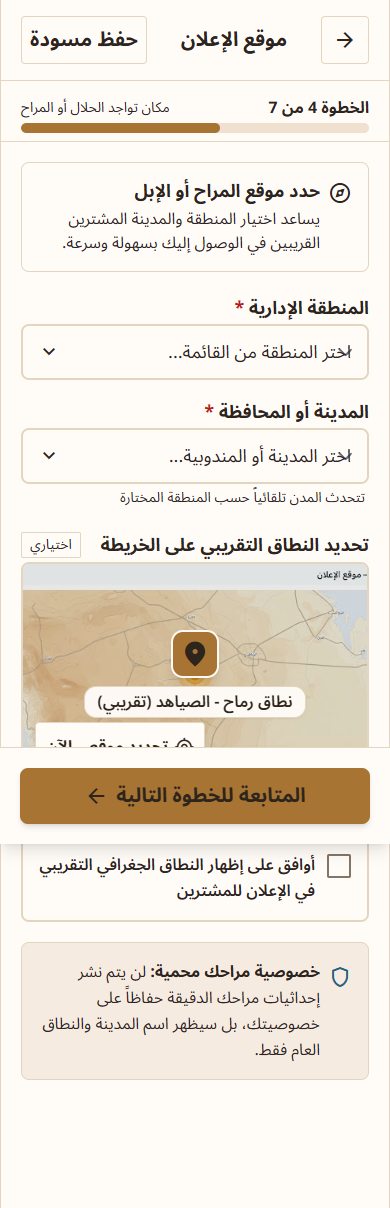 موقع الإعلان
حفظ مسودة
الخطوة 4 من 7
مكان تواجد الحلال أو المراح
حدد موقع المراح أو الإبل
يساعد اختيار المنطقة والمدينة المشترين
القريبين في الوصول إليك بسهولة وسرعة.
المنطقة الإدارية *
اختر المنطقة من القائمة...
المدينة أو المحافظة *
اختر المدينة أو المندوبية...
تتحدث المدن تلقائياً حسب المنطقة المختارة
تحديد النطاق التقريبي على الخريطة
اختياري
– موقع الإعلان
نطاق رماح - الصياهد (تقريبي)
تحديد موقعي الآن
المتابعة للخطوة التالية
أوافق على إظهار النطاق الجغرافي التقريبي
في الإعلان للمشترين
خصوصية مراحك محمية: لن يتم نشر
إحداثيات مراحك الدقيقة حفاظاً على
خصوصيتك، بل سيظهر اسم المدينة والنطاق
العام فقط.